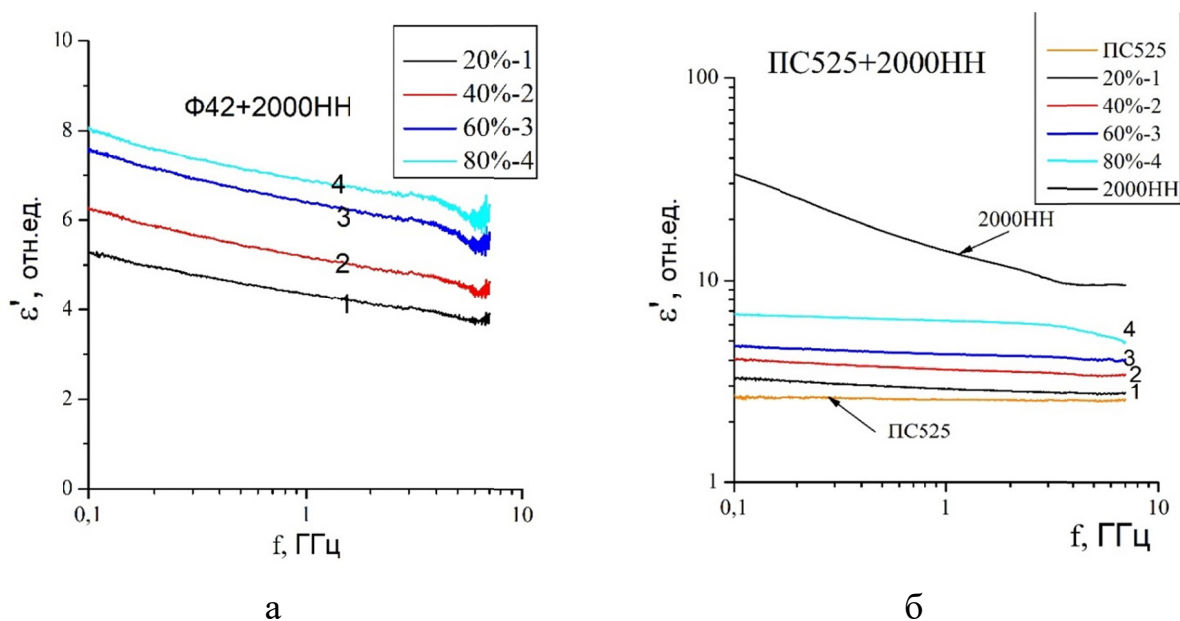 10
8
6
4
2
0
ε', отн.ед.
Ф42+2000НН
20%-1
40%-2
60%-3
80%-4
4
3
2
1
0,1
1
10
f, ГГц
а
100
10
1
ε', отн.ед.
ПС525+2000НН
ПС525
20%-1
40%-2
60%-3
80%-4
2000НН
2000НН
4
3
2
1
ПС525
0,1
1
10
f, ГГц
б